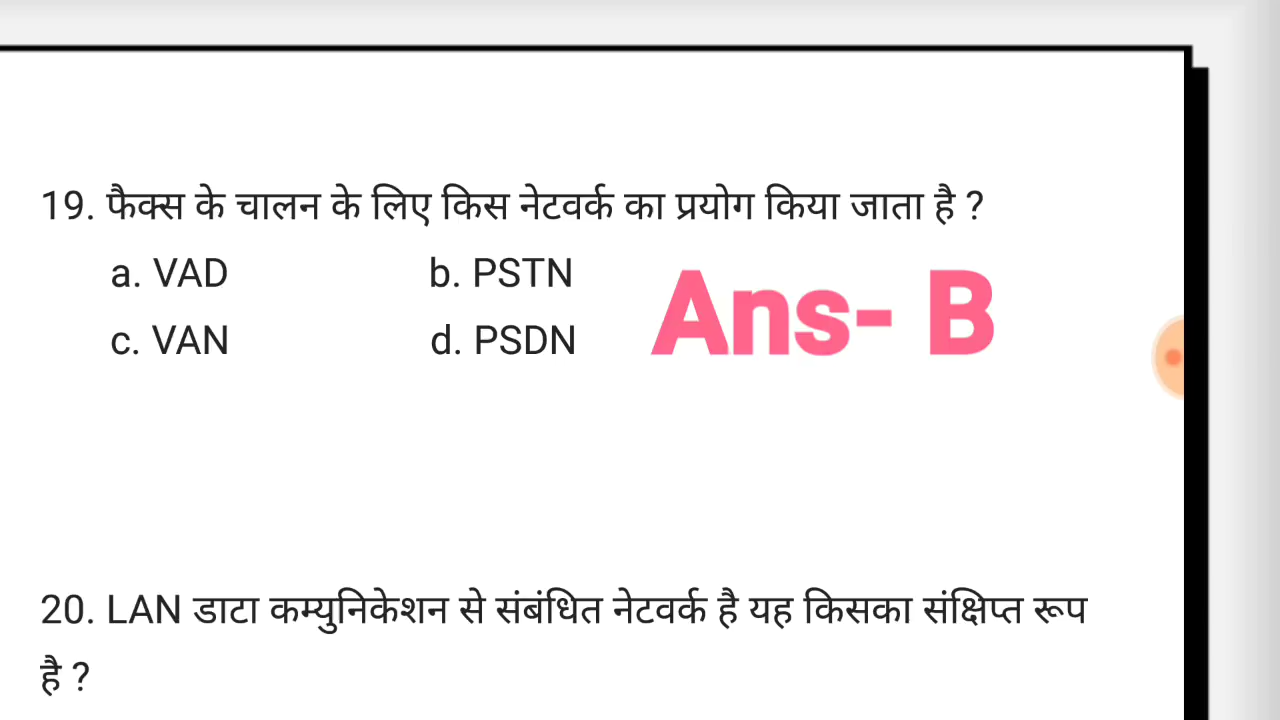 19. फैक्स के चालन के लिए किस नेटवर्क का प्रयोग किया जाता है ?
a. VAD b. PSTN
Ans- B
c. VAN d. PSDN
20. LAN डाटा कम्युनिकेशन से संबंधित नेटवर्क है यह किसका संक्षिप्त रूप
है ?